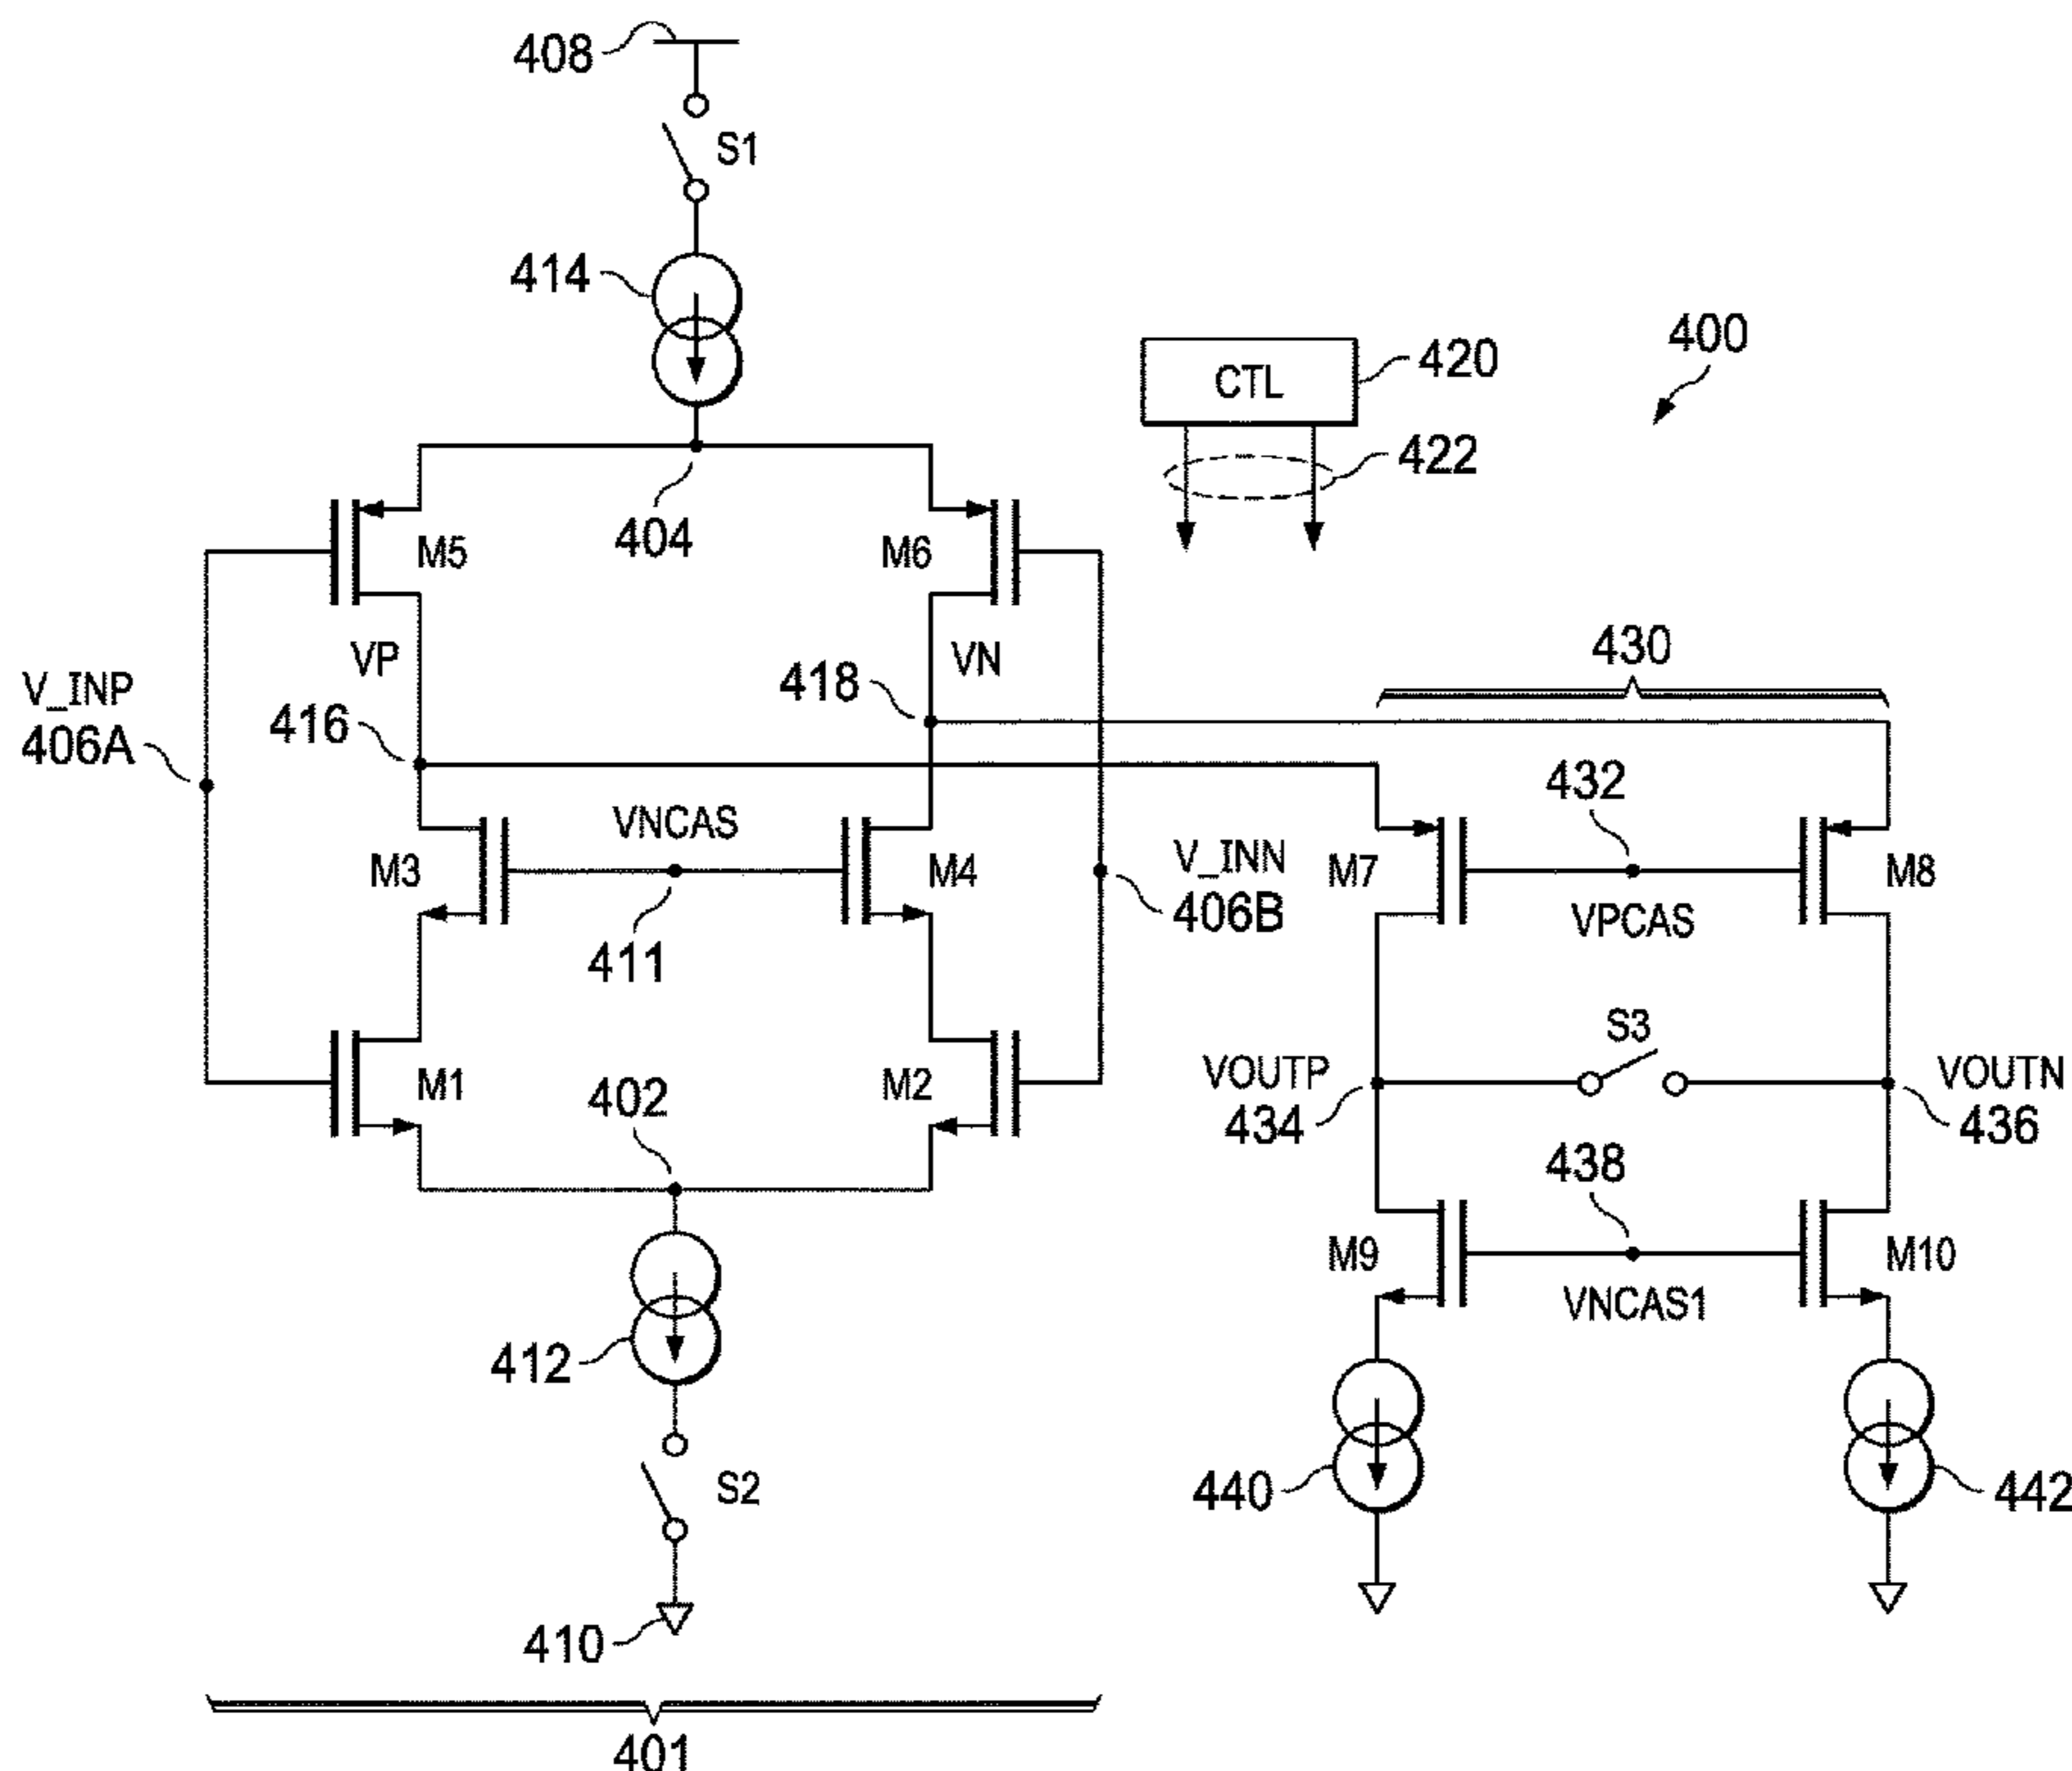 408
S1
414
400
CTL
420
422
404
M5
M6
VP
VN
430
V_INP
406A
418
416
432
VNCAS
V_INN
406B
M3
M4
M7
M8
VPCAS
411
S3
M1
M2
402
VOUTP
434
VOUTN
436
438
M9
M10
VNCAS1
412
440
442
S2
410
401